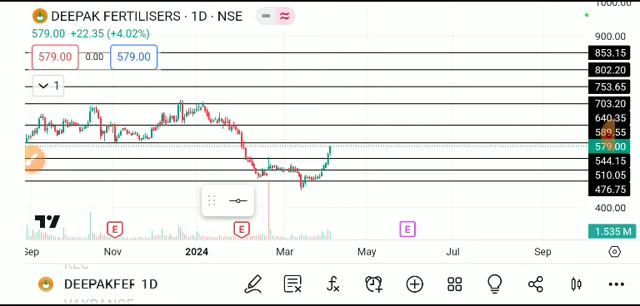 DEEPAK FERTILISERS · 1D · NSE
579.00 +22.35 (+4.02%)
579.00 0.00 579.00
1
1000.00
900.00
853.15
802.20
753.65
703.20
640.35
589.55
579.00
544.15
510.05
476.75
400.00
1.535 M
E E E
Sep Nov 2024 Mar May Jul Sep
DEEPAKFER 1D
VAKRANGE